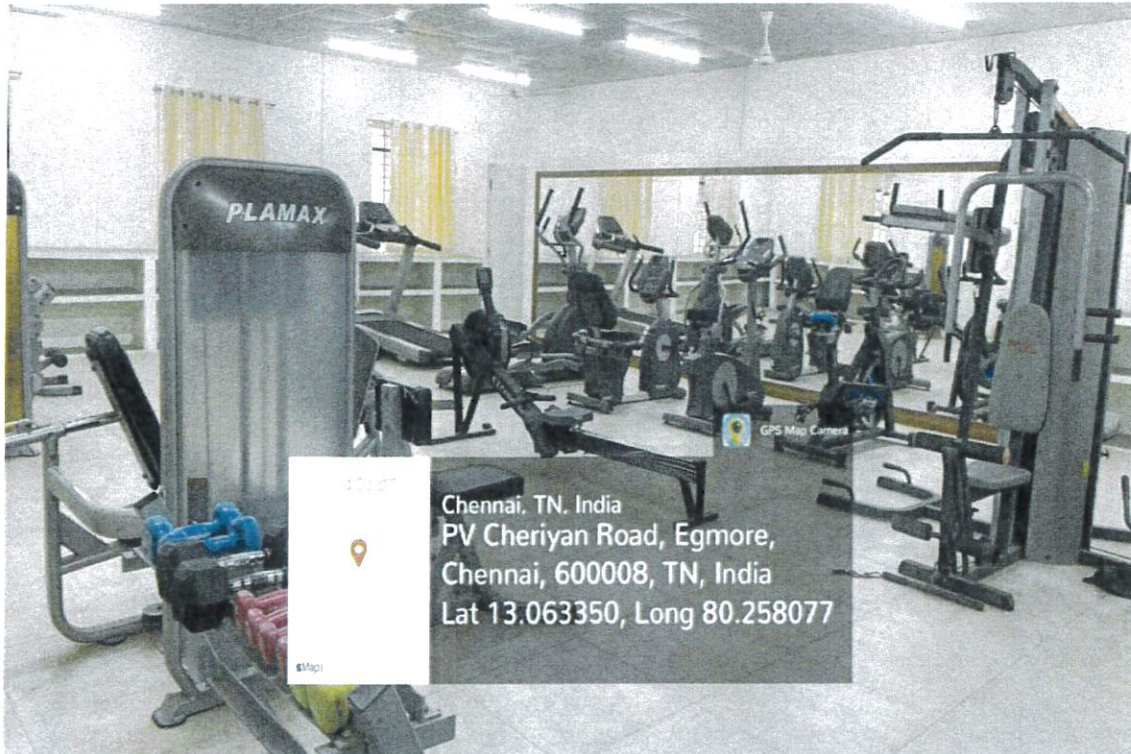 PLAMAX
GPS Map Camera
Chennai, TN, India
PV Cheriyan Road, Egmore,
Chennai, 600008, TN, India
Lat 13.063350, Long 80.258077
Maps